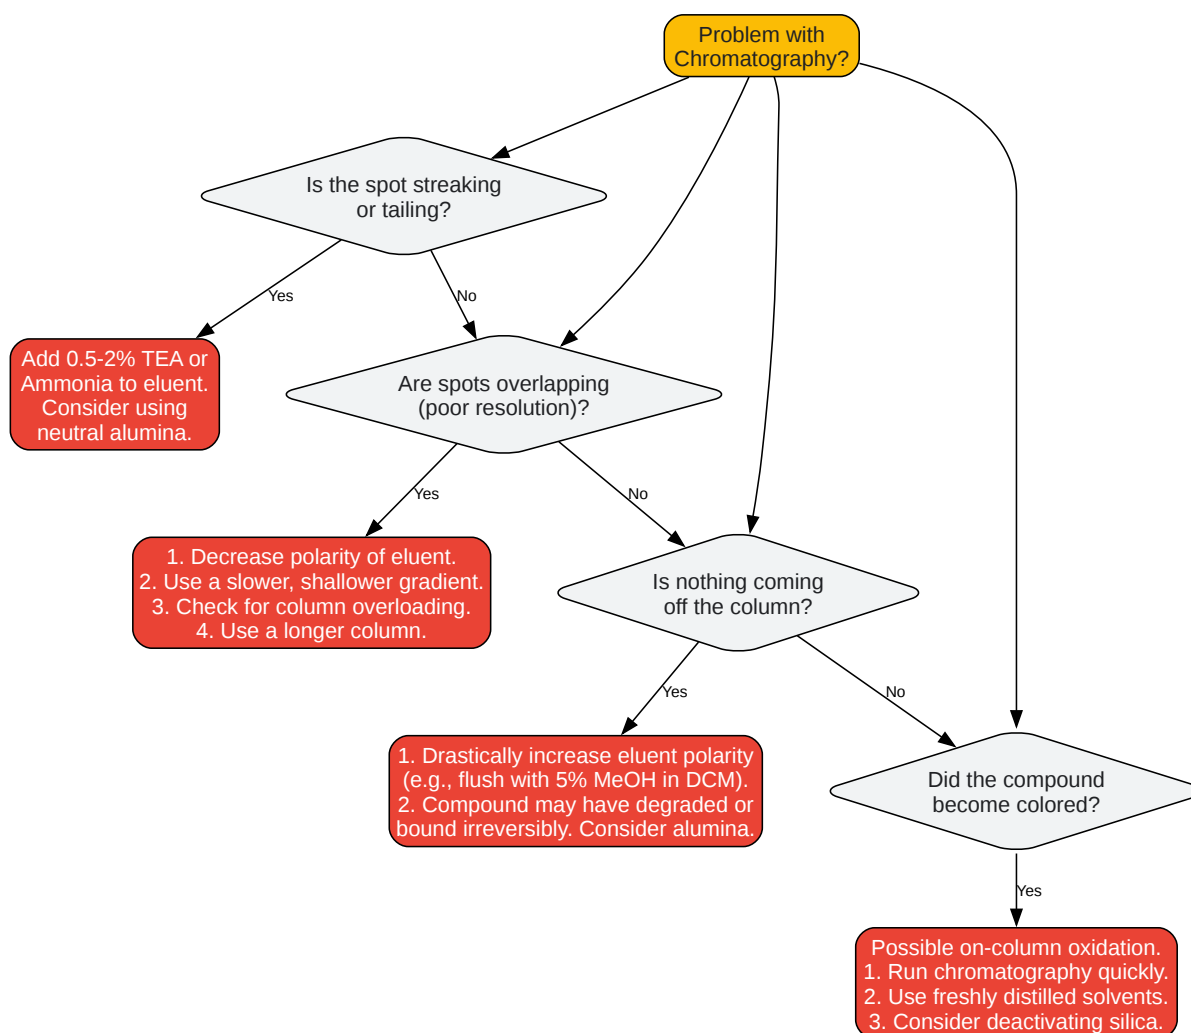 Problem with
Chromatography?
Is the spot streaking
or tailing?
Yes
No
Add 0.5-2% TEA or
Ammonia to eluent.
Consider using
neutral alumina.
Are spots overlapping
(poor resolution)?
Yes
No
1. Decrease polarity of eluent.
2. Use a slower, shallower gradient.
3. Check for column overloading.
4. Use a longer column.
Is nothing coming
off the column?
Yes
No
1. Drastically increase eluent polarity
(e.g., flush with 5% MeOH in DCM).
2. Compound may have degraded or
bound irreversibly. Consider alumina.
Did the compound
become colored?
Yes
Possible on-column oxidation.
1. Run chromatography quickly.
2. Use freshly distilled solvents.
3. Consider deactivating silica.